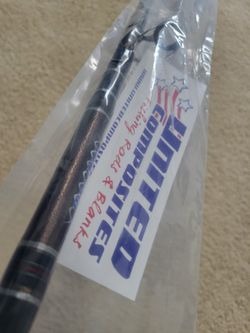 UNITED
COMPOSITES
Fishing Rods & Blanks